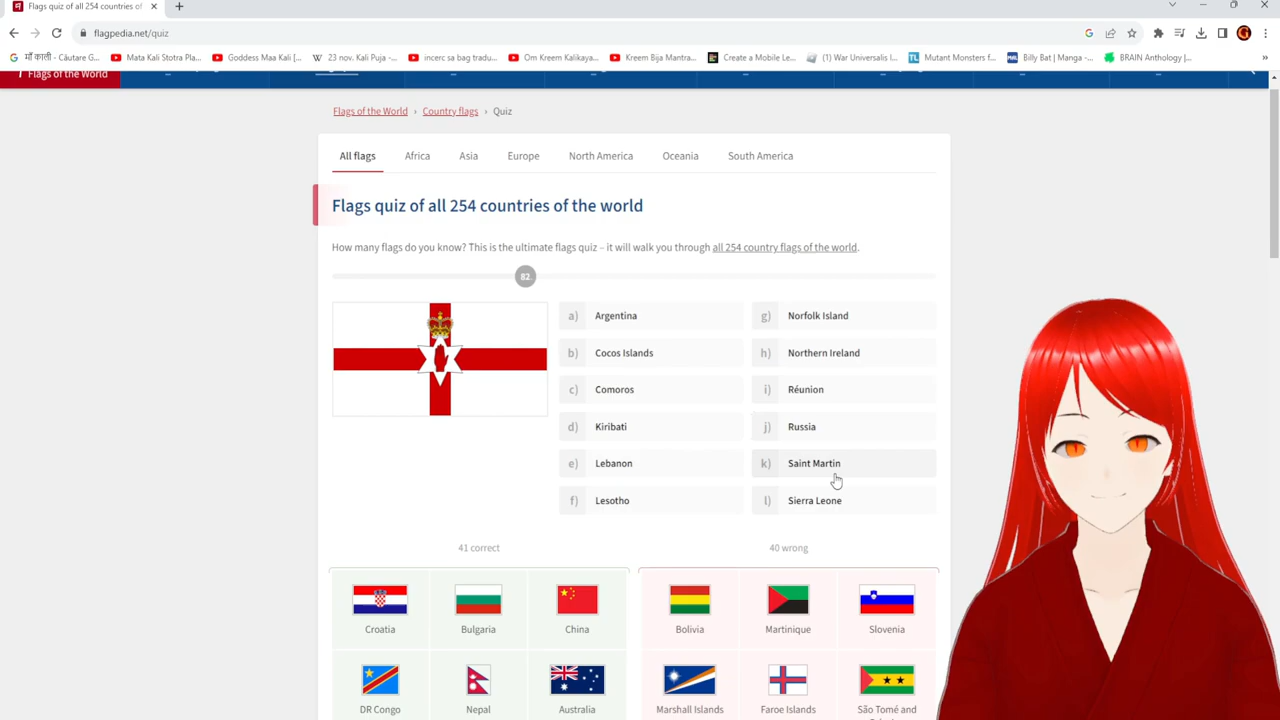 Flags quiz of all 254 countries of
flagpedia.net/quiz
माँ काली - Căutare G...
Mata Kali Stotra Pla...
Goddess Maa Kali [...
23 nov. Kali Puja -...
incerc sa bag tradu...
Om Kreem Kalikaya...
Kreem Bija Mantra...
Create a Mobile Le...
(1) War Universalis I...
Mutant Monsters f...
Billy Bat | Manga -...
BRAIN Anthology |...
Flags of the World
Flags of the World › Country flags › Quiz
All flags Africa Asia Europe North America Oceania South America
Flags quiz of all 254 countries of the world
How many flags do you know? This is the ultimate flags quiz – it will walk you through all 254 country flags of the world.
82
a) Argentina
b) Cocos Islands
c) Comoros
d) Kiribati
e) Lebanon
f) Lesotho
g) Norfolk Island
h) Northern Ireland
i) Réunion
j) Russia
k) Saint Martin
l) Sierra Leone
41 correct
40 wrong
Croatia Bulgaria China
Bolivia Martinique Slovenia
DR Congo Nepal Australia
Marshall Islands Faroe Islands São Tomé and